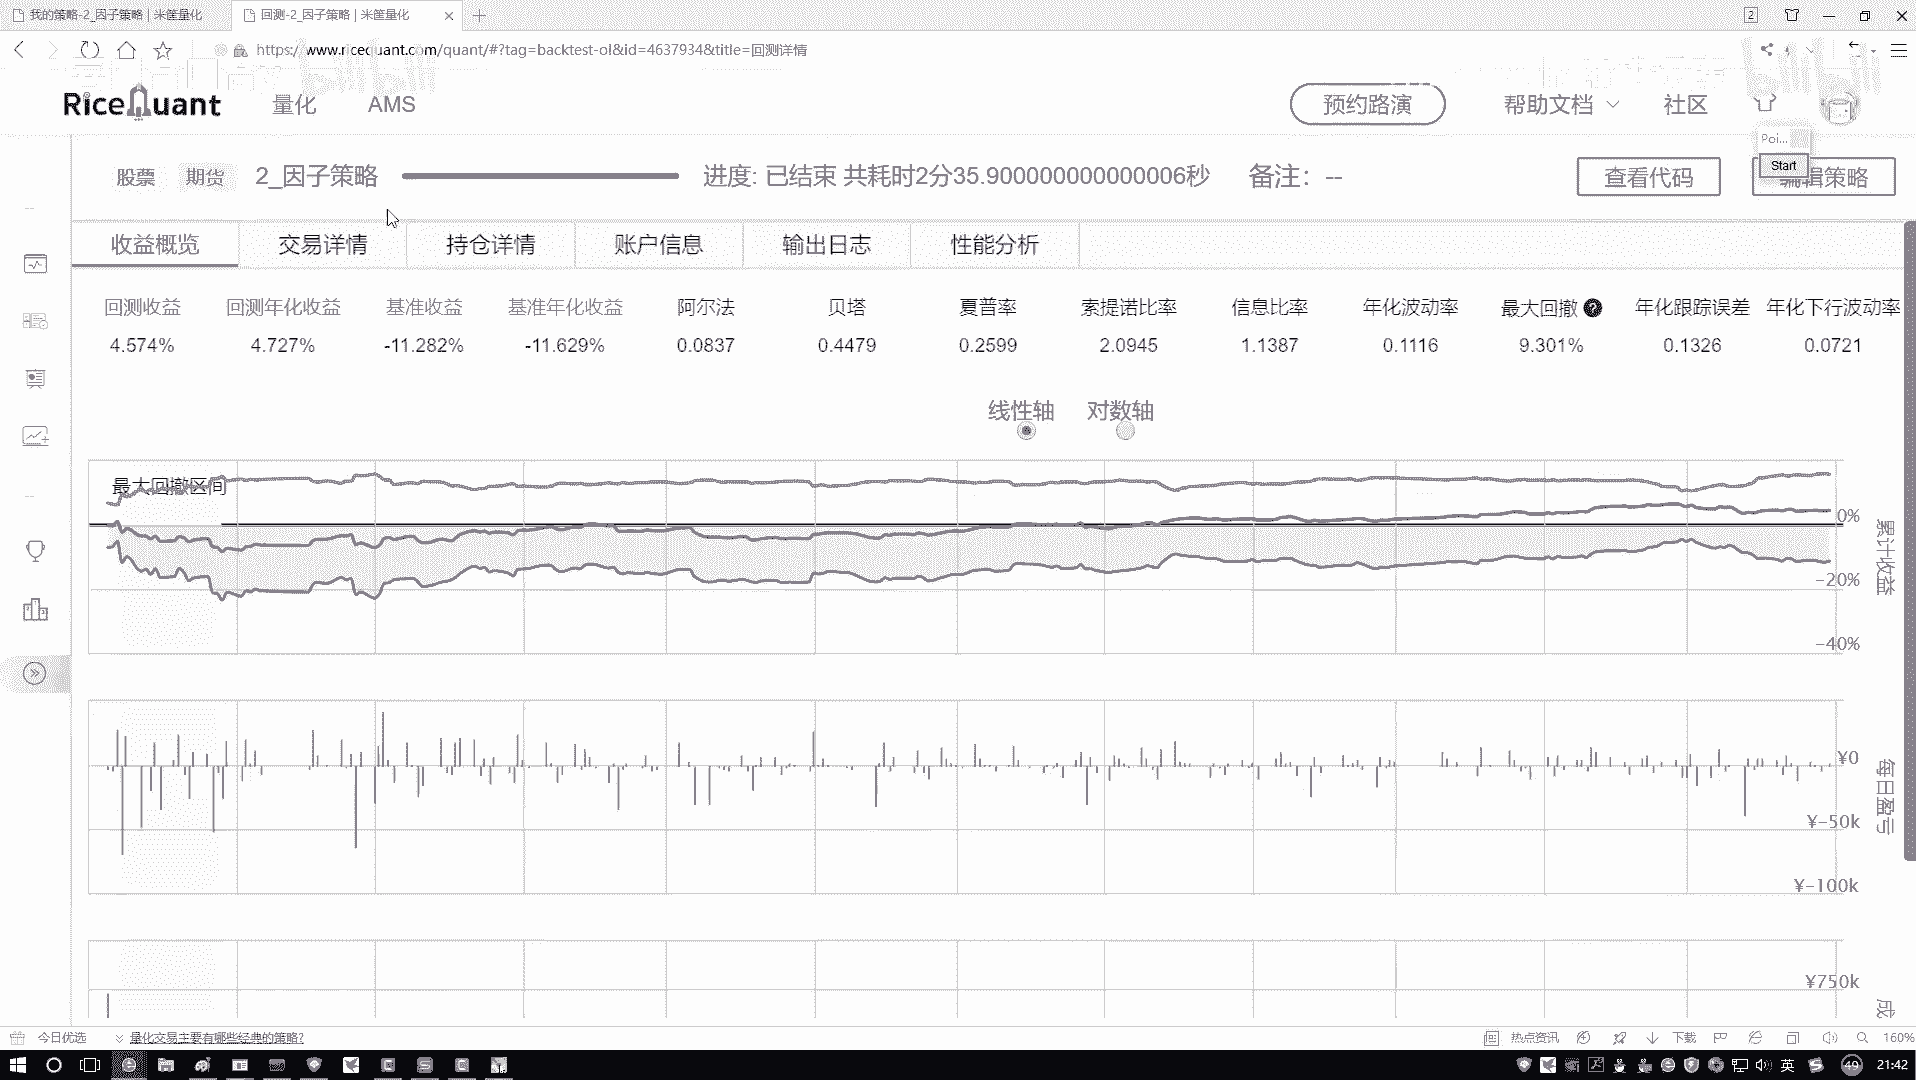 我的策略-2_因子策略 | 米筐量化
回测-2_因子策略 | 米筐量化
2
https://www.ricequant.com/quant/#?tag=backtest-ol&id=4637934&title=回测详情
bilibili
RiceQuant 量化 AMS 预约路演 帮助文档 社区
Poi...
Start
股票 期货 2_因子策略 进度: 已结束 共耗时2分35.900000000000006秒 备注: -- 查看代码 编辑策略
收益概览 交易详情 持仓详情 账户信息 输出日志 性能分析
回测收益 回测年化收益 基准收益 基准年化收益 阿尔法 贝塔 夏普率 索提诺比率 信息比率 年化波动率 最大回撤 ? 年化跟踪误差 年化下行波动率
4.574% 4.727% -11.282% -11.629% 0.0837 0.4479 0.2599 2.0945 1.1387 0.1116 9.301% 0.1326 0.0721
线性轴 对数轴
最大回撤区间
0%
-20%
-40%
累计收益
¥0
¥-50k
¥-100k
每日盈亏
¥750k
成
今日优选 量化交易主要有哪些经典的策略? 热点资讯 下载 160%
英 49 21:42